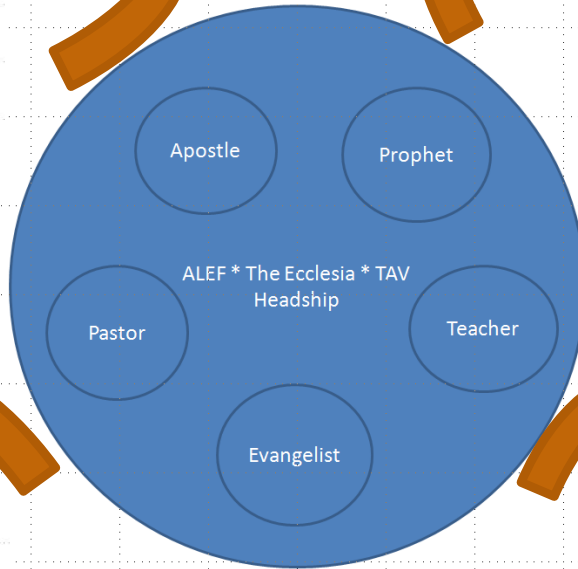 Apostle
Prophet
ALEF * The Ecclesia * TAV
Headship
Pastor
Teacher
Evangelist